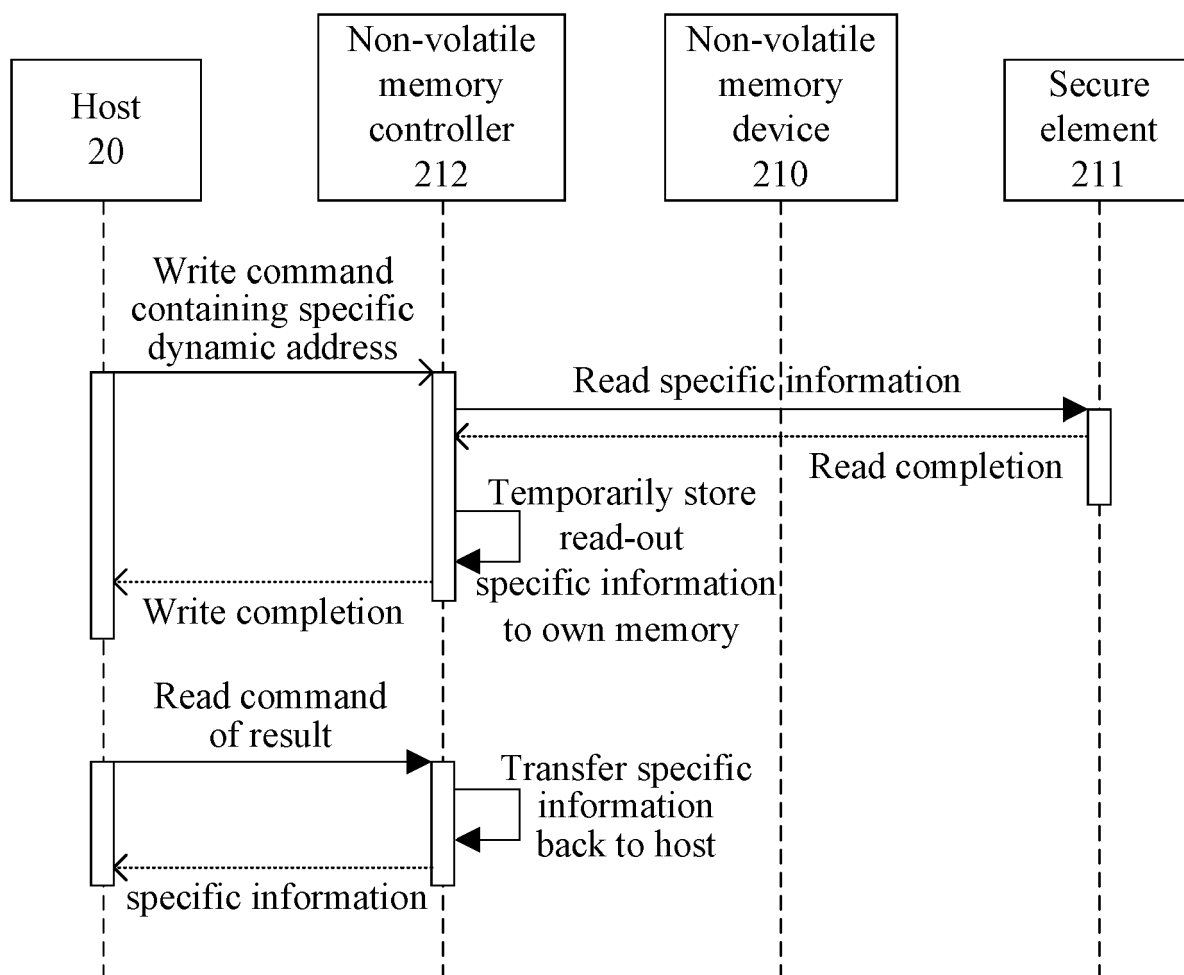 Host
20
Non-volatile
memory
controller
212
Non-volatile
memory
device
210
Secure
element
211
Write command
containing specific
dynamic address
Read specific information
Read completion
Temporarily store
read-out
specific information
to own memory
Write completion
Read command
of result
Transfer specific
information
back to host
specific information